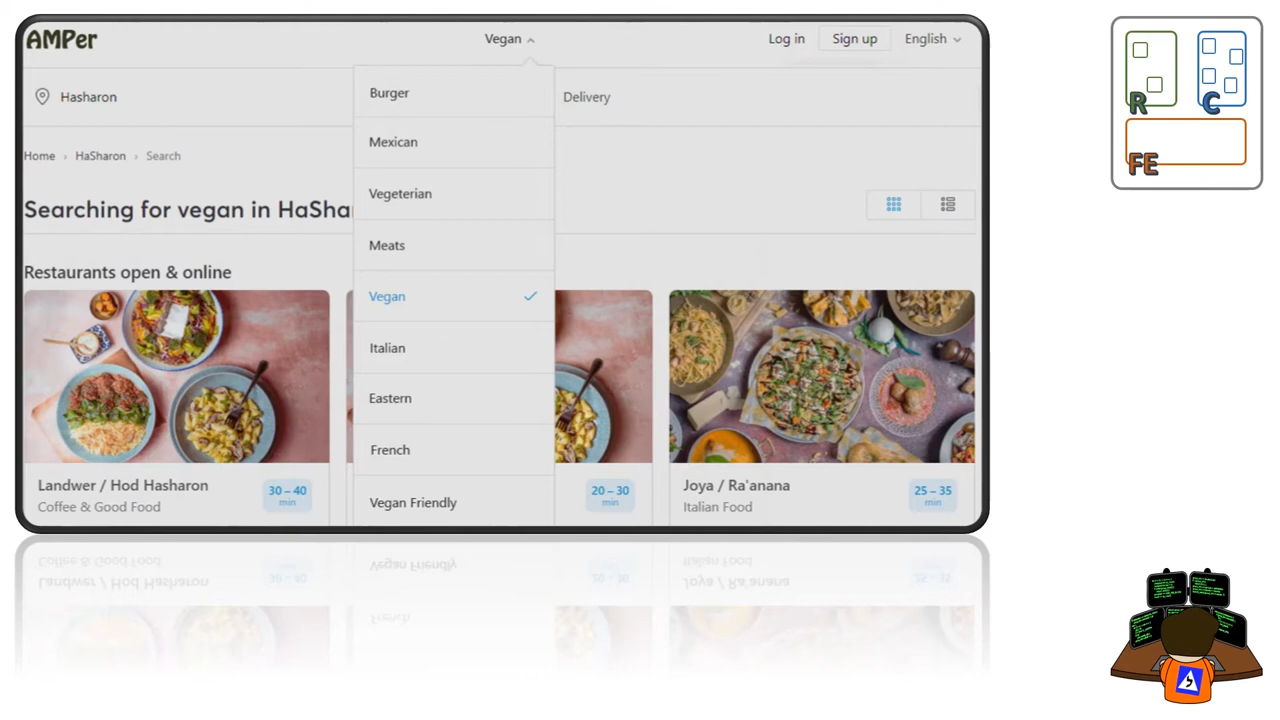 AMPer
Vegan
Log in
Sign up
English
Hasharon
Delivery
Burger
Mexican
Vegeterian
Meats
Vegan
Italian
Eastern
French
Vegan Friendly
Home › HaSharon › Search
Searching for vegan in HaSha
Restaurants open & online
Landwer / Hod Hasharon
Coffee & Good Food
30 – 40
min
20 – 30
min
Joya / Ra'anana
Italian Food
25 – 35
min
R
C
FE